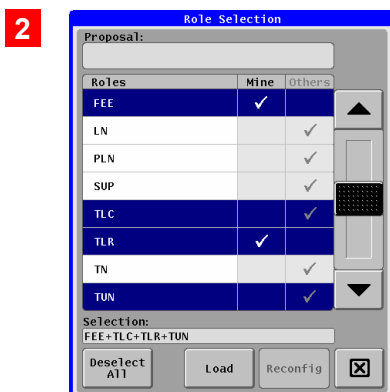 2
Role Selection
Proposal:
Roles Mine Others
FEE ✓
LN ✓
PLN ✓
SUP ✓
TLC ✓
TLR ✓
TN ✓
TUN ✓
Selection:
FEE+TLC+TLR+TUN
Deselect
All
Load
Reconfig